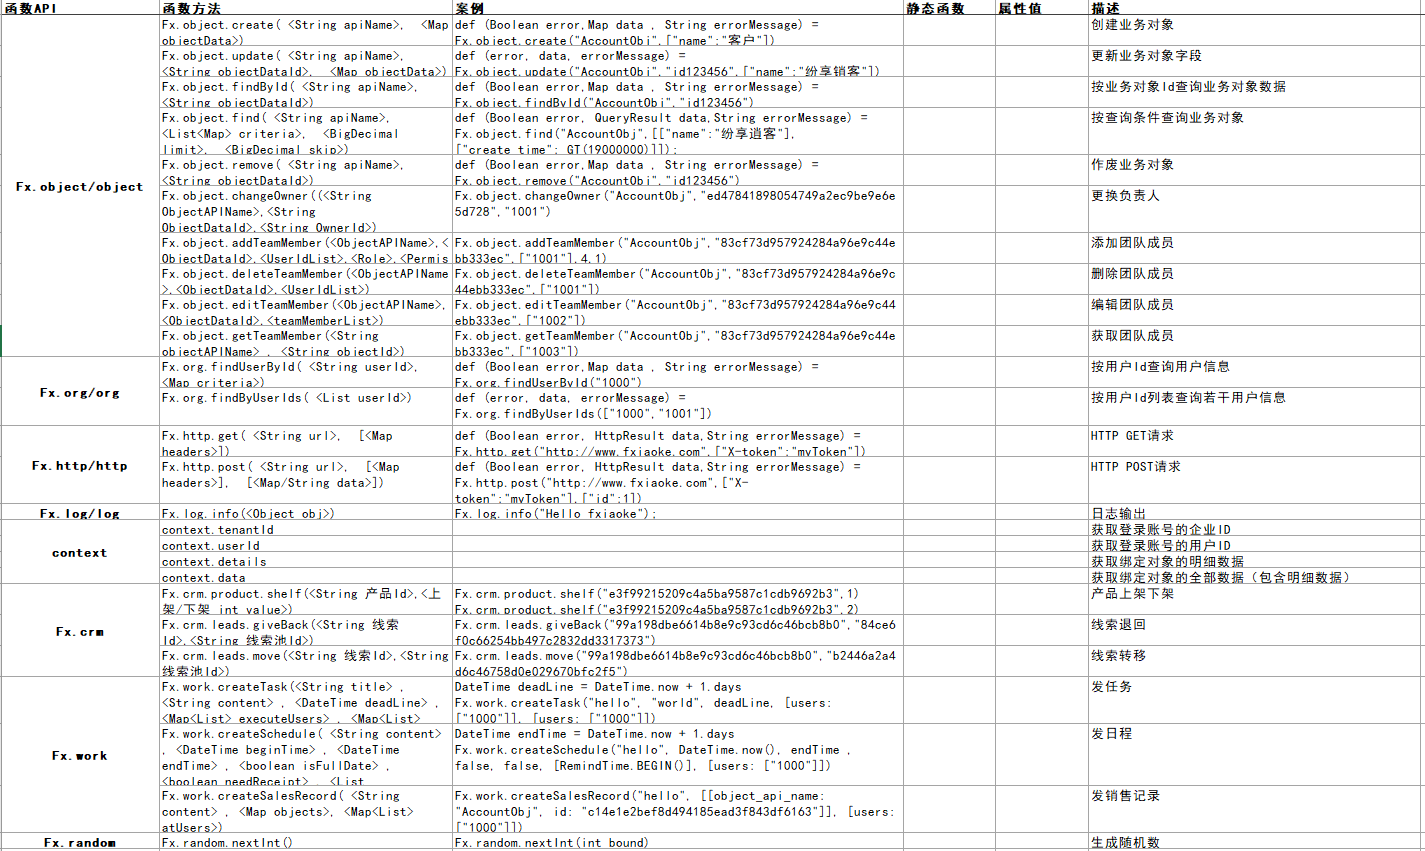 函数API 函数方法 案例 静态函数 属性值 描述
Fx.object/object
Fx.object.create( <String apiName>, <Map
objectData>)
def (Boolean error,Map data , String errorMessage) =
Fx.object.create("AccountObj",["name":"客户"])
创建业务对象
Fx.object.update( <String apiName>,
<String objectDataId>, <Map objectData>)
def (error, data, errorMessage) =
Fx.object.update("AccountObj","id123456",["name":"纷享销客"])
更新业务对象字段
Fx.object.findById( <String apiName>,
<String objectDataId>)
def (Boolean error,Map data , String errorMessage) =
Fx.object.findById("AccountObj","id123456")
按业务对象Id查询业务对象数据
Fx.object.find( <String apiName>,
<List<Map> criteria>, <BigDecimal
limit>, <BigDecimal skip>)
def (Boolean error, QueryResult data,String errorMessage) =
Fx.object.find("AccountObj",[["name":"纷享逍客"],
["create_time": GT(19000000)]]);
按查询条件查询业务对象
Fx.object.remove( <String apiName>,
<String objectDataId>)
def (Boolean error,Map data , String errorMessage) =
Fx.object.remove("AccountObj","id123456")
作废业务对象
Fx.object.changeOwner((<String
ObjectAPIName>,<String
ObjectDataId>,<String OwnerId>)
Fx.object.changeOwner("AccountObj","ed47841898054749a2ec9be9e6e
5d728","1001")
更换负责人
Fx.object.addTeamMember(<ObjectAPIName>,<
ObjectDataId>,<UserIdList>,<Role>,<Permis
Fx.object.addTeamMember("AccountObj","83cf73d957924284a96e9c44e
bb333ec",["1001"],4,1)
添加团队成员
Fx.object.deleteTeamMember(<ObjectAPIName
>,<ObjectDataId>,<UserIdList>)
Fx.object.deleteTeamMember("AccountObj","83cf73d957924284a96e9c
44ebb333ec",["1001"])
删除团队成员
Fx.object.editTeamMember(<ObjectAPIName>,
<ObjectDataId>,<teamMemberList>)
Fx.object.editTeamMember("AccountObj","83cf73d957924284a96e9c44
ebb333ec",["1002"])
编辑团队成员
Fx.object.getTeamMember(<String
objectAPIName> , <String objectId>)
Fx.object.getTeamMember("AccountObj","83cf73d957924284a96e9c44e
bb333ec",["1003"])
获取团队成员
Fx.org/org
Fx.org.findUserById( <String userId>,
<Map criteria>)
def (Boolean error,Map data , String errorMessage) =
Fx.org.findUserById("1000")
按用户Id查询用户信息
Fx.org.findByUserIds( <List userId>)
def (error, data, errorMessage) =
Fx.org.findByUserIds(["1000","1001"])
按用户Id列表查询若干用户信息
Fx.http/http
Fx.http.get( <String url>, [<Map
headers>])
def (Boolean error, HttpResult data,String errorMessage) =
Fx.http.get("http://www.fxiaoke.com",["X-token":"myToken"])
HTTP GET请求
Fx.http.post( <String url>, [<Map
headers>], [<Map/String data>])
def (Boolean error, HttpResult data,String errorMessage) =
Fx.http.post("http://www.fxiaoke.com",["X-
token":"myToken"],["id":1])
HTTP POST请求
Fx.log/log
Fx.log.info(<Object obj>)
Fx.log.info("Hello fxiaoke");
日志输出
context
context.tenantId
获取登录账号的企业ID
context.userId
获取登录账号的用户ID
context.details
获取绑定对象的明细数据
context.data
获取绑定对象的全部数据（包含明细数据）
Fx.crm
Fx.crm.product.shelf(<String 产品Id>,<上
架/下架 int value>)
Fx.crm.product.shelf("e3f99215209c4a5ba9587c1cdb9692b3",1)
Fx.crm.product.shelf("e3f99215209c4a5ba9587c1cdb9692b3",2)
产品上架下架
Fx.crm.leads.giveBack(<String 线索
Id>,<String 线索池Id>)
Fx.crm.leads.giveBack("99a198dbe6614b8e9c93cd6c46bcb8b0","84ce6
f0c66254bb497c2832dd3317373")
线索退回
Fx.crm.leads.move(<String 线索Id>,<String
线索池Id>)
Fx.crm.leads.move("99a198dbe6614b8e9c93cd6c46bcb8b0","b2446a2a4
d6c46758d0e029670bfc2f5")
线索转移
Fx.work
Fx.work.createTask(<String title> ,
<String content> , <DateTime deadLine> ,
<Map<List> executeUsers> , <Map<List>
DateTime deadLine = DateTime.now + 1.days
Fx.work.createTask("hello", "world", deadLine, [users:
["1000"]], [users: ["1000"]])
发任务
Fx.work.createSchedule( <String content>
, <DateTime beginTime> , <DateTime
endTime> , <boolean isFullDate> ,
<boolean needReceipt> , <List
DateTime endTime = DateTime.now + 1.days
Fx.work.createSchedule("hello", DateTime.now(), endTime ,
false, false, [RemindTime.BEGIN()], [users: ["1000"]])
发日程
Fx.work.createSalesRecord( <String
content> , <Map objects>, <Map<List>
atUsers>)
Fx.work.createSalesRecord("hello", [[object_api_name:
"AccountObj", id: "c14e1e2bef8d494185ead3f843df6163"]], [users:
["1000"]])
发销售记录
Fx.random
Fx.random.nextInt()
Fx.random.nextInt(int bound)
生成随机数